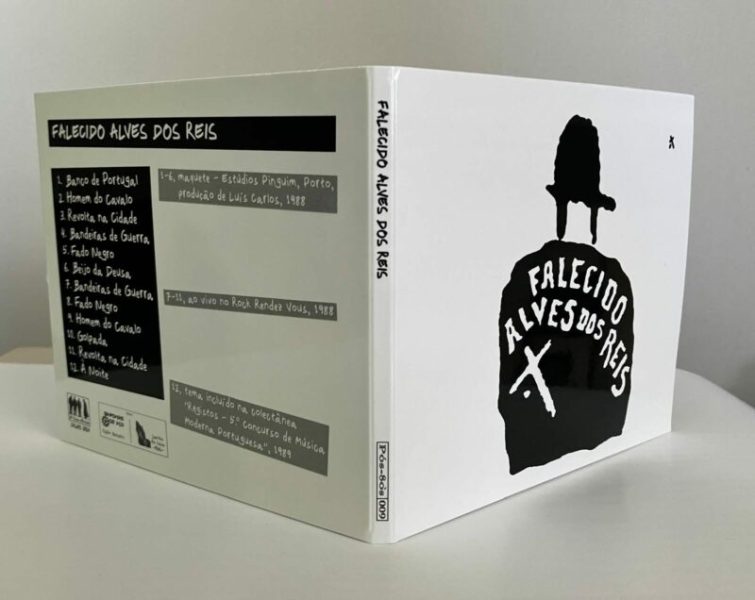 FALECIDO ALVES DOS REIS
1. Banco de Portugal
2. Homem do Cavalo
3. Revolta na Cidade
4. Bandeiras de Guerra
5. Fado Negro
6. Beijo da Deusa
7. Bandeiras de Guerra
8. Fado Negro
9. Homem do Cavalo
10. Golpada
11. Revolta na Cidade
12. À Noite
1-6, maquete - Estúdios Pinguim, Porto,
produção de Luís Carlos, 1988
7-11, ao vivo no Rock Rendez Vous, 1988
12, tema incluído na colectânea
"Registos - 5º Concurso de Música
Moderna Portuguesa", 1989
FALECIDO ALVES DOS REIS
Pós-80s 009
FALECIDO
ALVES DOS REIS
X